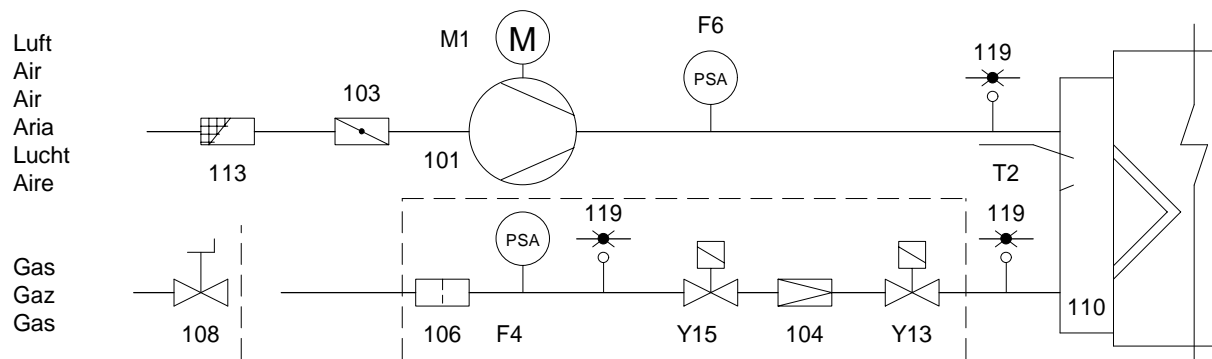 Luft
Air
Air
Aria
Lucht
Aire
M1
M
F6
PSA
119
103
113
101
T2
Gas
Gaz
Gas
108
PSA
119
119
106
F4
Y15
104
Y13
110